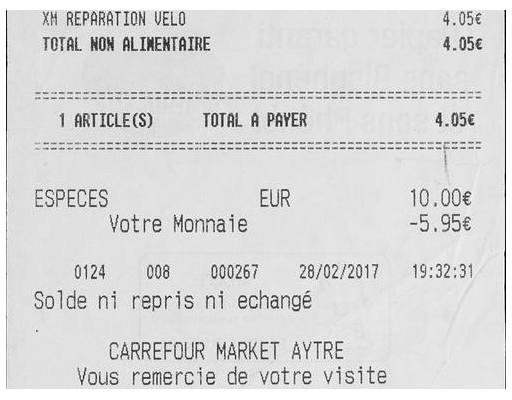 XM REPARATION VELO 4.05€
TOTAL NON ALIMENTAIRE 4.05€
================================================
1 ARTICLE(S) TOTAL A PAYER 4.05€
================================================
ESPECES EUR 10.00€
Votre Monnaie -5.95€
0124 008 000267 28/02/2017 19:32:31
Solde ni repris ni echangé
CARREFOUR MARKET AYTRE
Vous remercie de votre visite